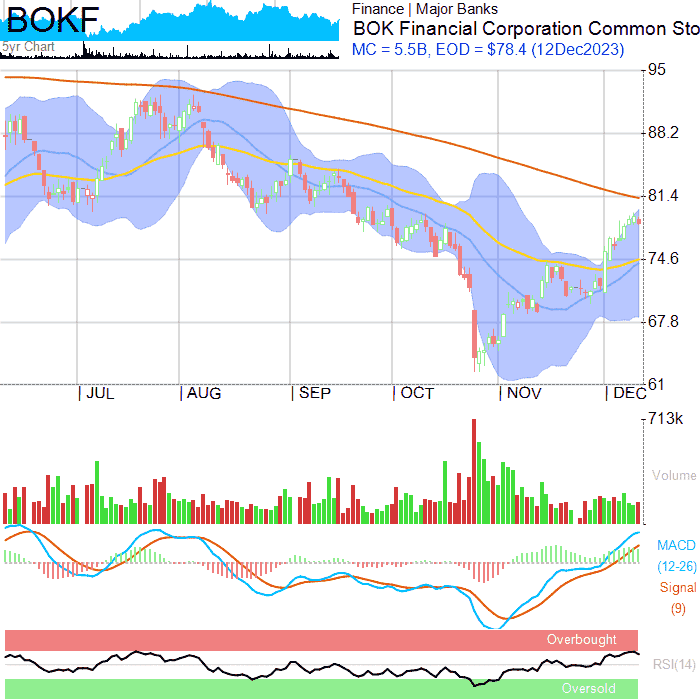 BOKF
5yr Chart
Finance | Major Banks
BOK Financial Corporation Common Sto
MC = 5.5B, EOD = $78.4 (12Dec2023)
95
88.2
81.4
74.6
67.8
61
JUL
AUG
SEP
OCT
NOV
DEC
713k
Volume
MACD
(12-26)
Signal
(9)
Overbought
RSI(14)
Oversold